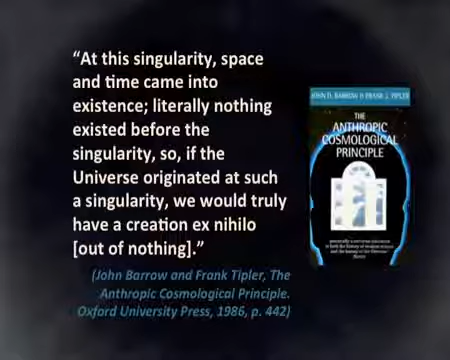 “At this singularity, space
and time came into
existence; literally nothing
existed before the
singularity, so, if the
Universe originated at such
a singularity, we would truly
have a creation ex nihilo
[out of nothing].”
(John Barrow and Frank Tipler, The
Anthropic Cosmological Principle.
Oxford University Press, 1986, p. 442)
JOHN D. BARROW & FRANK J. TIPLER
THE
ANTHROPIC
COSMOLOGICAL
PRINCIPLE